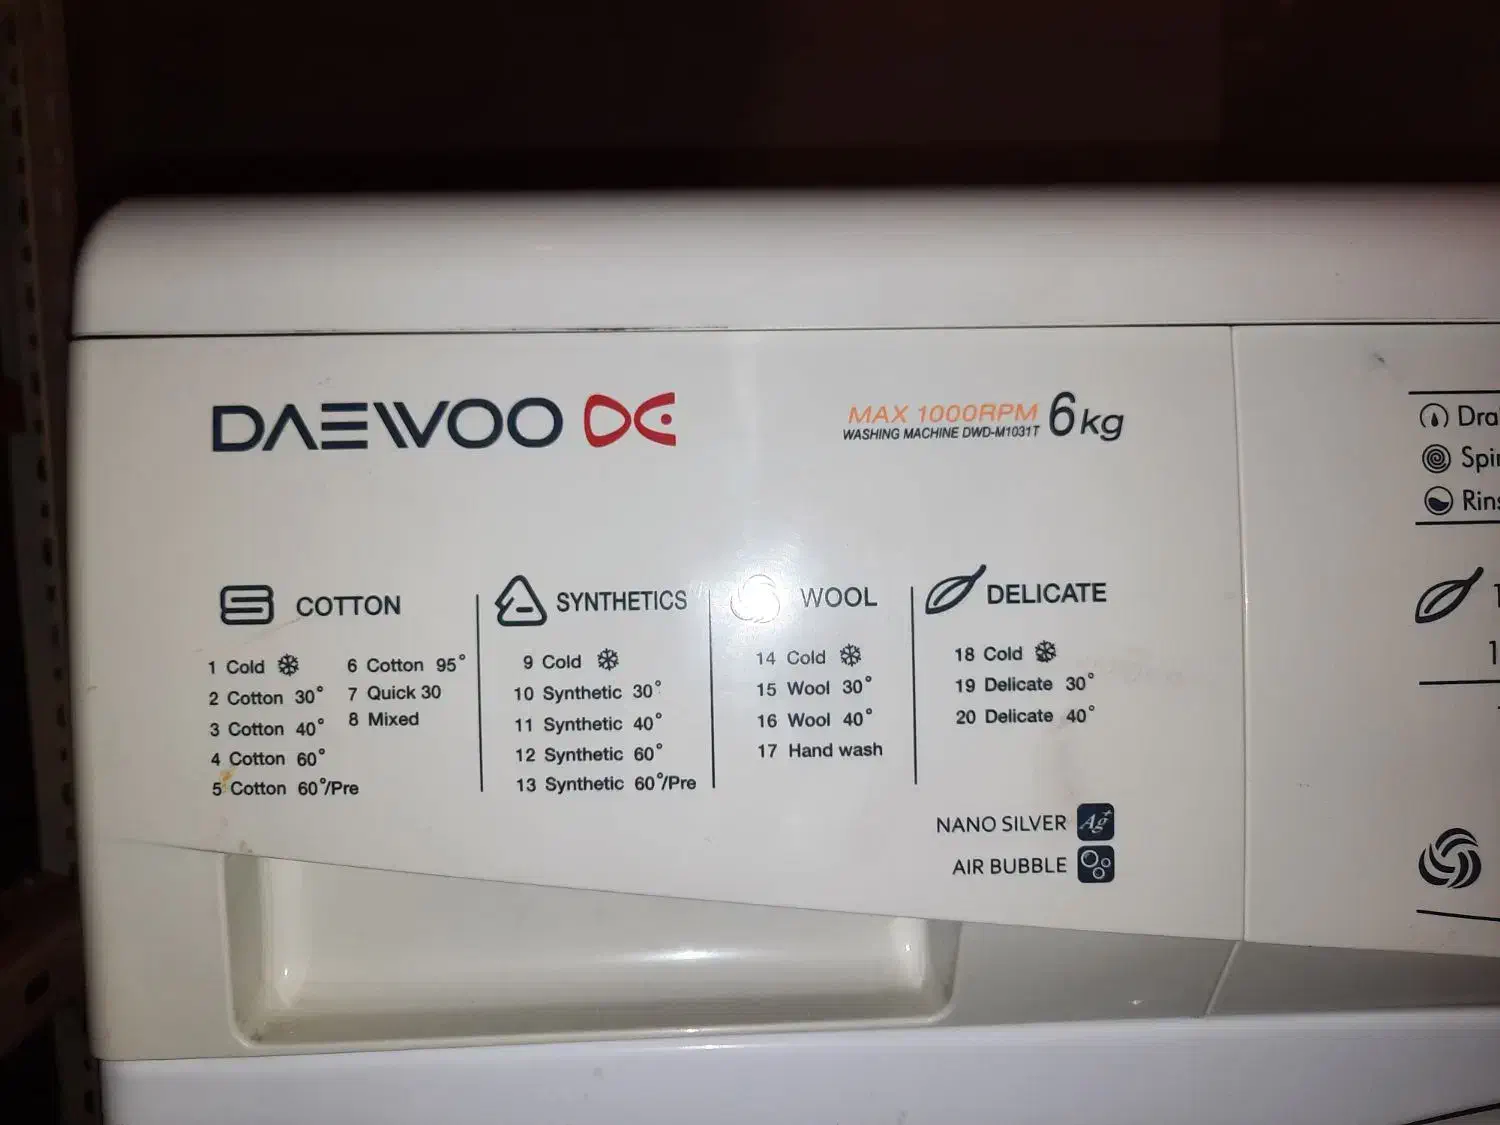 DAEWOO
MAX 1000RPM
WASHING MACHINE DWD-M1031T
6kg
COTTON
1 Cold
2 Cotton 30°
3 Cotton 40°
4 Cotton 60°
5 Cotton 60°/Pre
6 Cotton 95°
7 Quick 30
8 Mixed
SYNTHETICS
9 Cold
10 Synthetic 30°
11 Synthetic 40°
12 Synthetic 60°
13 Synthetic 60°/Pre
WOOL
14 Cold
15 Wool 30°
16 Wool 40°
17 Hand wash
DELICATE
18 Cold
19 Delicate 30°
20 Delicate 40°
NANO SILVER Ag+
AIR BUBBLE